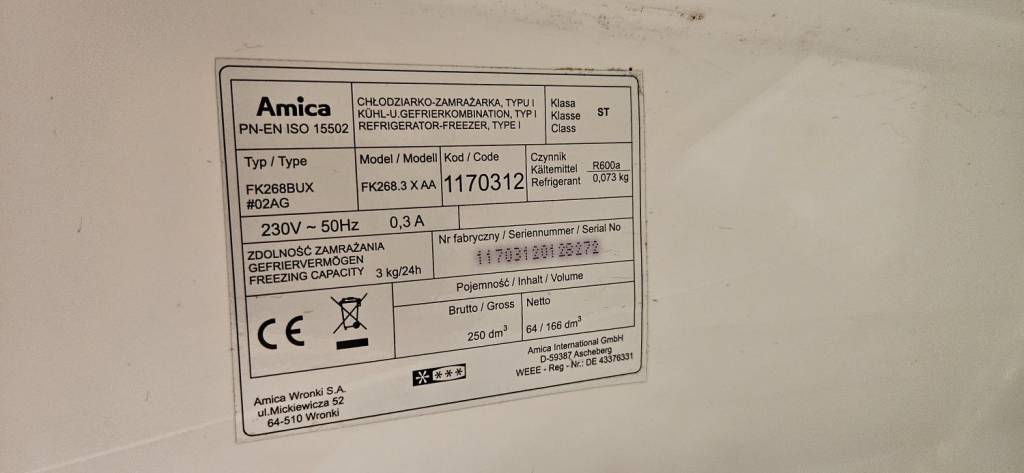 Amica
PN-EN ISO 15502
CHŁODZIARKO-ZAMRAŻARKA, TYPU I
KÜHL-U.GEFRIERKOMBINATION, TYP I
REFRIGERATOR-FREEZER, TYPE I
Klasa
Klasse
Class
ST
Typ / Type
FK268BUX
#02AG
Model / Modell
FK268.3 X AA
Kod / Code
1170312
Czynnik
Kältemittel
Refrigerant
R600a
0,073 kg
230V ~ 50Hz
0,3 A
ZDOLNOŚĆ ZAMRAŻANIA
GEFRIERVERMÖGEN
FREEZING CAPACITY 3 kg/24h
Nr fabryczny / Seriennummer / Serial No
11703120128272
Pojemność / Inhalt / Volume
Brutto / Gross
250 dm³
Netto
64 / 166 dm³
CE
Amica Wronki S.A.
ul.Mickiewicza 52
64-510 Wronki
Amica International GmbH
D-59387 Ascheberg
WEEE - Reg - Nr.: DE 43376331